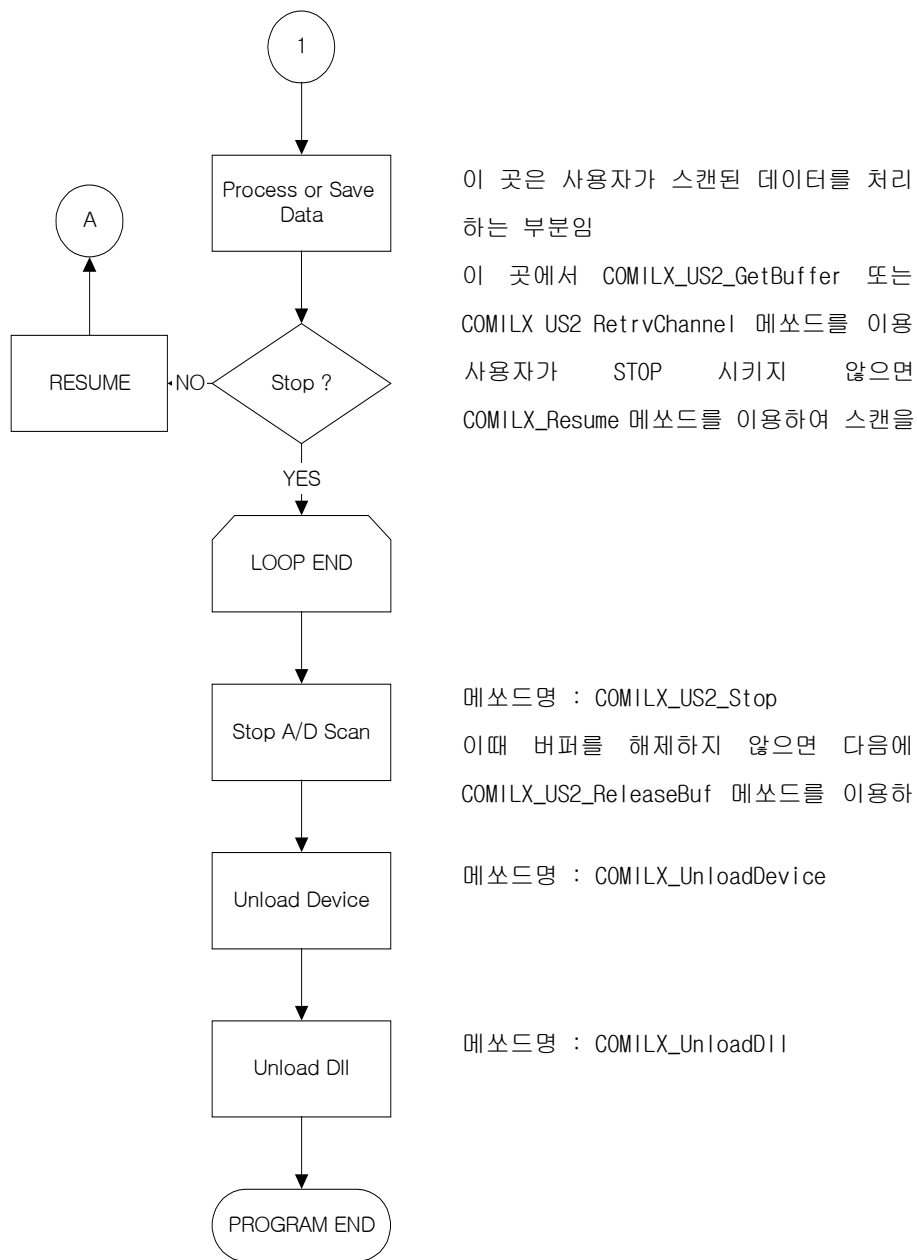 1
Process or Save
Data
이 곳은 사용자가 스캔된 데이터를 처리
하는 부분임
A
이 곳에서 COMILX_US2_GetBuffer 또는
COMILX US2 RetrvChannel 메쏘드를 이용
RESUME
NO
Stop ?
사용자가 STOP 시키지 않으면
COMILX_Resume 메쏘드를 이용하여 스캔을
YES
LOOP END
Stop A/D Scan
메쏘드명 : COMILX_US2_Stop
이때 버퍼를 해제하지 않으면 다음에
COMILX_US2_ReleaseBuf 메쏘드를 이용하
Unload Device
메쏘드명 : COMILX_UnloadDevice
Unload Dll
메쏘드명 : COMILX_UnloadDll
PROGRAM END